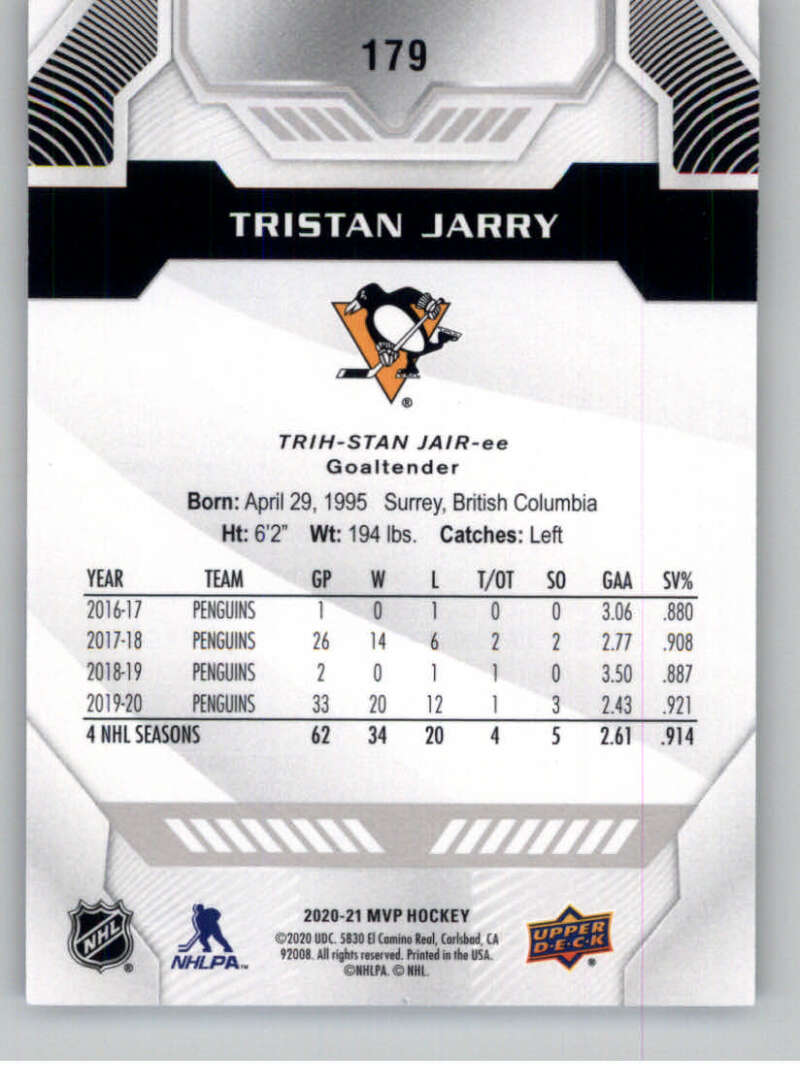 179
TRISTAN JARRY
®
TRIH-STAN JAIR-ee
Goaltender
Born: April 29, 1995 Surrey, British Columbia
Ht: 6'2" Wt: 194 lbs. Catches: Left
YEAR TEAM GP W L T/OT SO GAA SV%
2016-17 PENGUINS 1 0 1 0 0 3.06 .880
2017-18 PENGUINS 26 14 6 2 2 2.77 .908
2018-19 PENGUINS 2 0 1 1 0 3.50 .887
2019-20 PENGUINS 33 20 12 1 3 2.43 .921
4 NHL SEASONS 62 34 20 4 5 2.61 .914
NHL ®
NHLPA™
2020-21 MVP HOCKEY
©2020 UDC. 5830 El Camino Real, Carlsbad, CA
92008. All rights reserved. Printed in the USA.
©NHLPA. © NHL.
UPPER
D·E·C·K ®